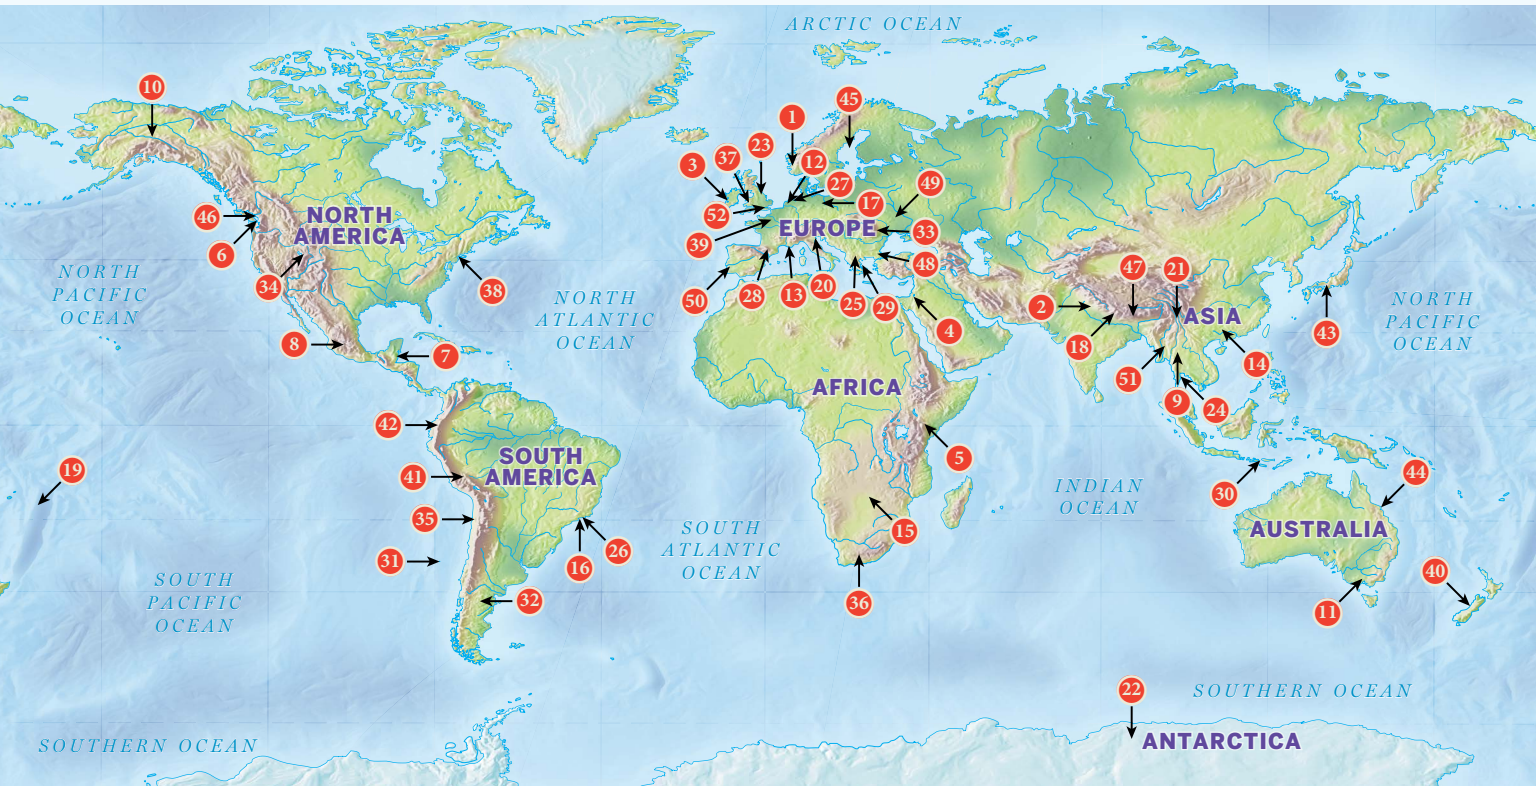 ARCTIC OCEAN
10
45
1
23
12
37
3
27
49
17
52
46
NORTH
AMERICA
EUROPE
33
39
6
48
47
21
NORTH
PACIFIC
OCEAN
34
38
50
28
13
20
25
29
2
NORTH
ATLANTIC
OCEAN
NORTH
PACIFIC
OCEAN
ASIA
4
43
8
7
18
14
51
AFRICA
9
24
42
5
19
SOUTH
AMERICA
41
44
INDIAN
OCEAN
30
35
26
15
AUSTRALIA
SOUTH
ATLANTIC
OCEAN
31
16
40
SOUTH
PACIFIC
OCEAN
32
36
11
22
SOUTHERN OCEAN
SOUTHERN OCEAN
ANTARCTICA